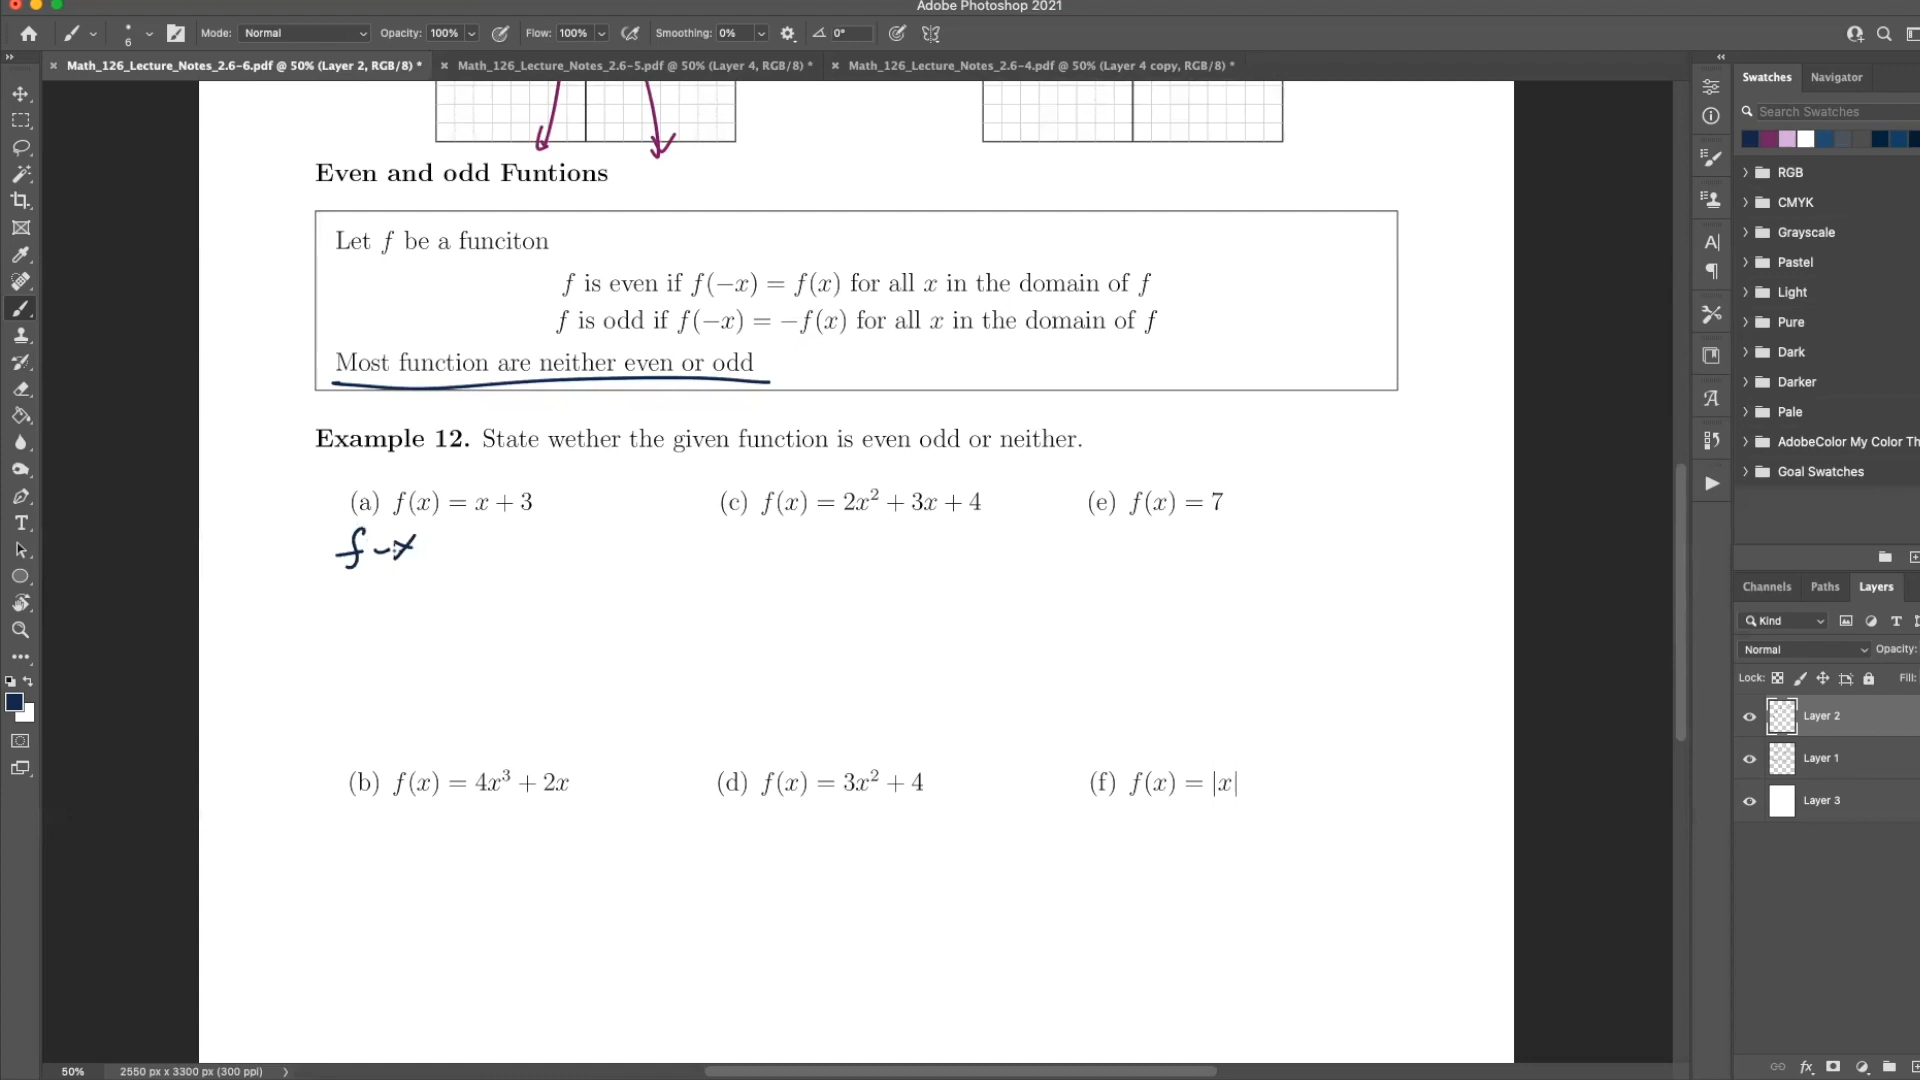 Adobe Photoshop 2021
6 Mode: Normal Opacity: 100% Flow: 100% Smoothing: 0% 0°
Math_126_Lecture_Notes_2.6-6.pdf @ 50% (Layer 2, RGB/8) * Math_126_Lecture_Notes_2.6-5.pdf @ 50% (Layer 4, RGB/8) * Math_126_Lecture_Notes_2.6-4.pdf @ 50% (Layer 4 copy, RGB/8) *
Even and odd Funtions
Let f be a funciton
f is even if f(−x) = f(x) for all x in the domain of f
f is odd if f(−x) = −f(x) for all x in the domain of f
Most function are neither even or odd
Example 12. State wether the given function is even odd or neither.
(a) f(x) = x + 3
f -x
(c) f(x) = 2x² + 3x + 4
(e) f(x) = 7
(b) f(x) = 4x³ + 2x
(d) f(x) = 3x² + 4
(f) f(x) = |x|
Swatches Navigator
Search Swatches
RGB
CMYK
Grayscale
Pastel
Light
Pure
Dark
Darker
Pale
AdobeColor My Color Th
Goal Swatches
Channels Paths Layers
Kind
Normal Opacity:
Lock: Fill:
Layer 2
Layer 1
Layer 3
fx
50% 2550 px x 3300 px (300 ppi)